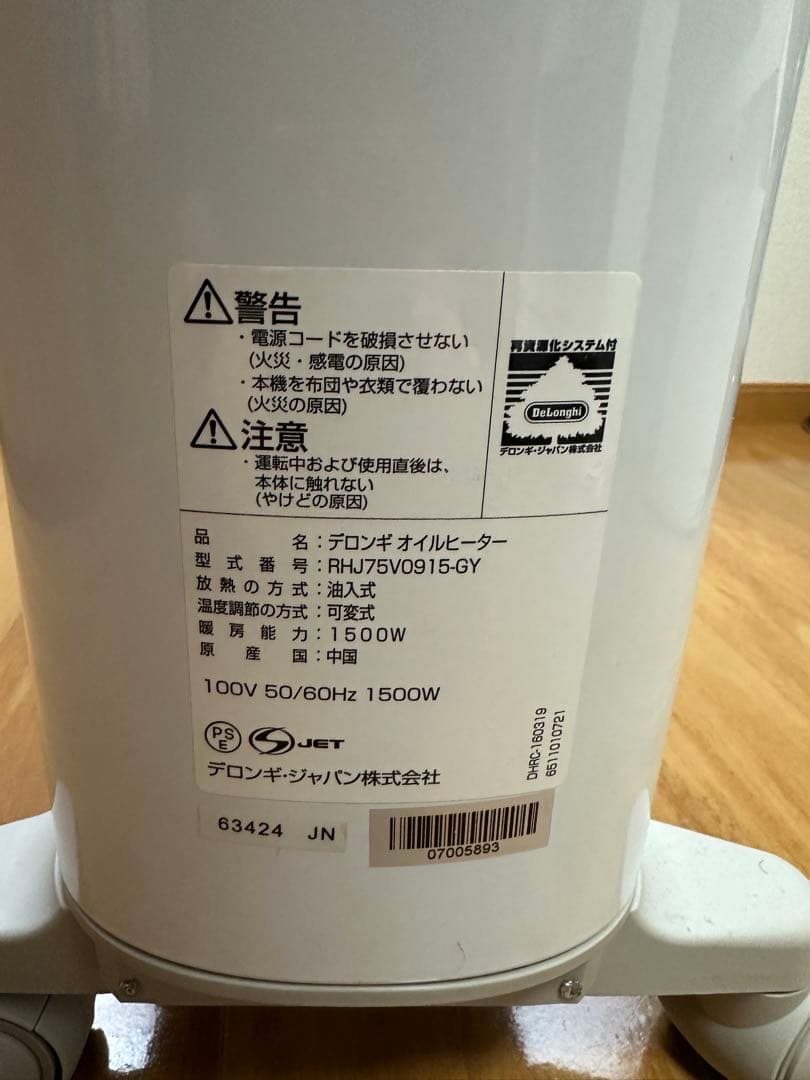 警告
・電源コードを破損させない
(火災・感電の原因)
・本機を布団や衣類で覆わない
(火災の原因)
注意
・運転中および使用直後は、
本体に触れない
(やけどの原因)
再資源化システム付
DeLonghi
デロンギ・ジャパン株式会社
品名：デロンギ オイルヒーター
型式番号：RHJ75V0915-GY
放熱の方式：油入式
温度調節の方式：可変式
暖房能力：1500W
原産国：中国
100V 50/60Hz 1500W
PSE JET
デロンギ・ジャパン株式会社
DHRC-160319
6511010721
63424 JN
07005893